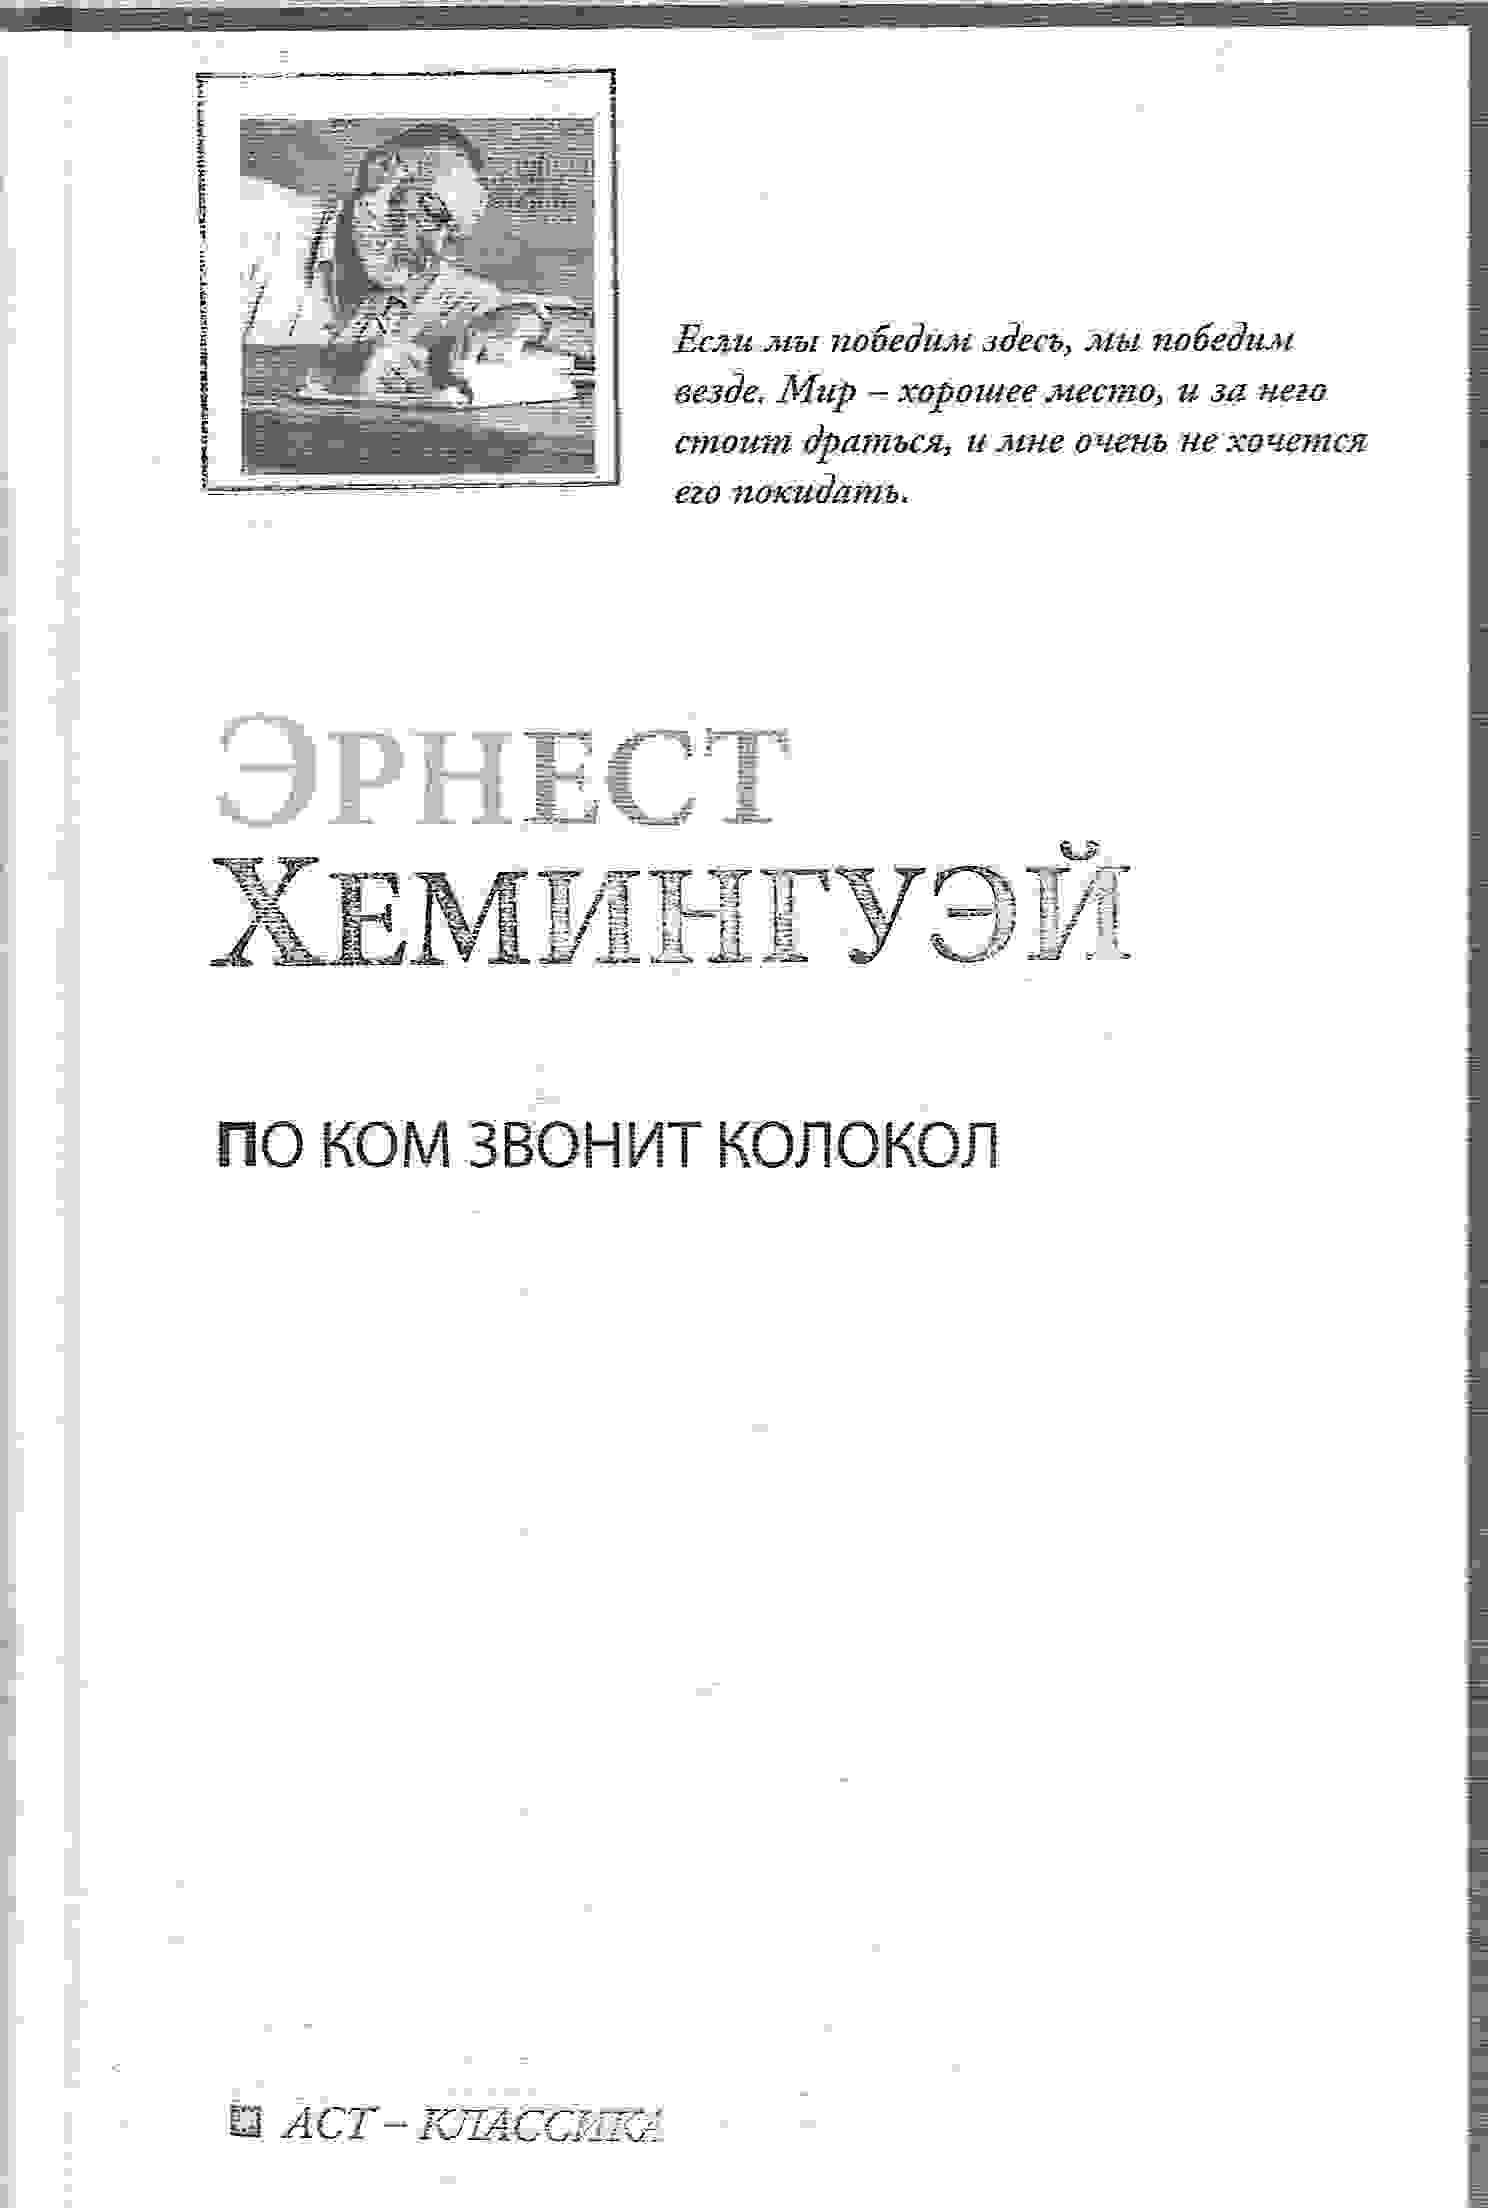 Если мы победим здесь, мы победим
везде. Мир – хорошее место, и за него
стоит драться, и мне очень не хочется
его покидать.
ЭРНЕСТ
ХЕМИНГУЭЙ
ПО КОМ ЗВОНИТ КОЛОКОЛ
АСТ – КЛАССИКА